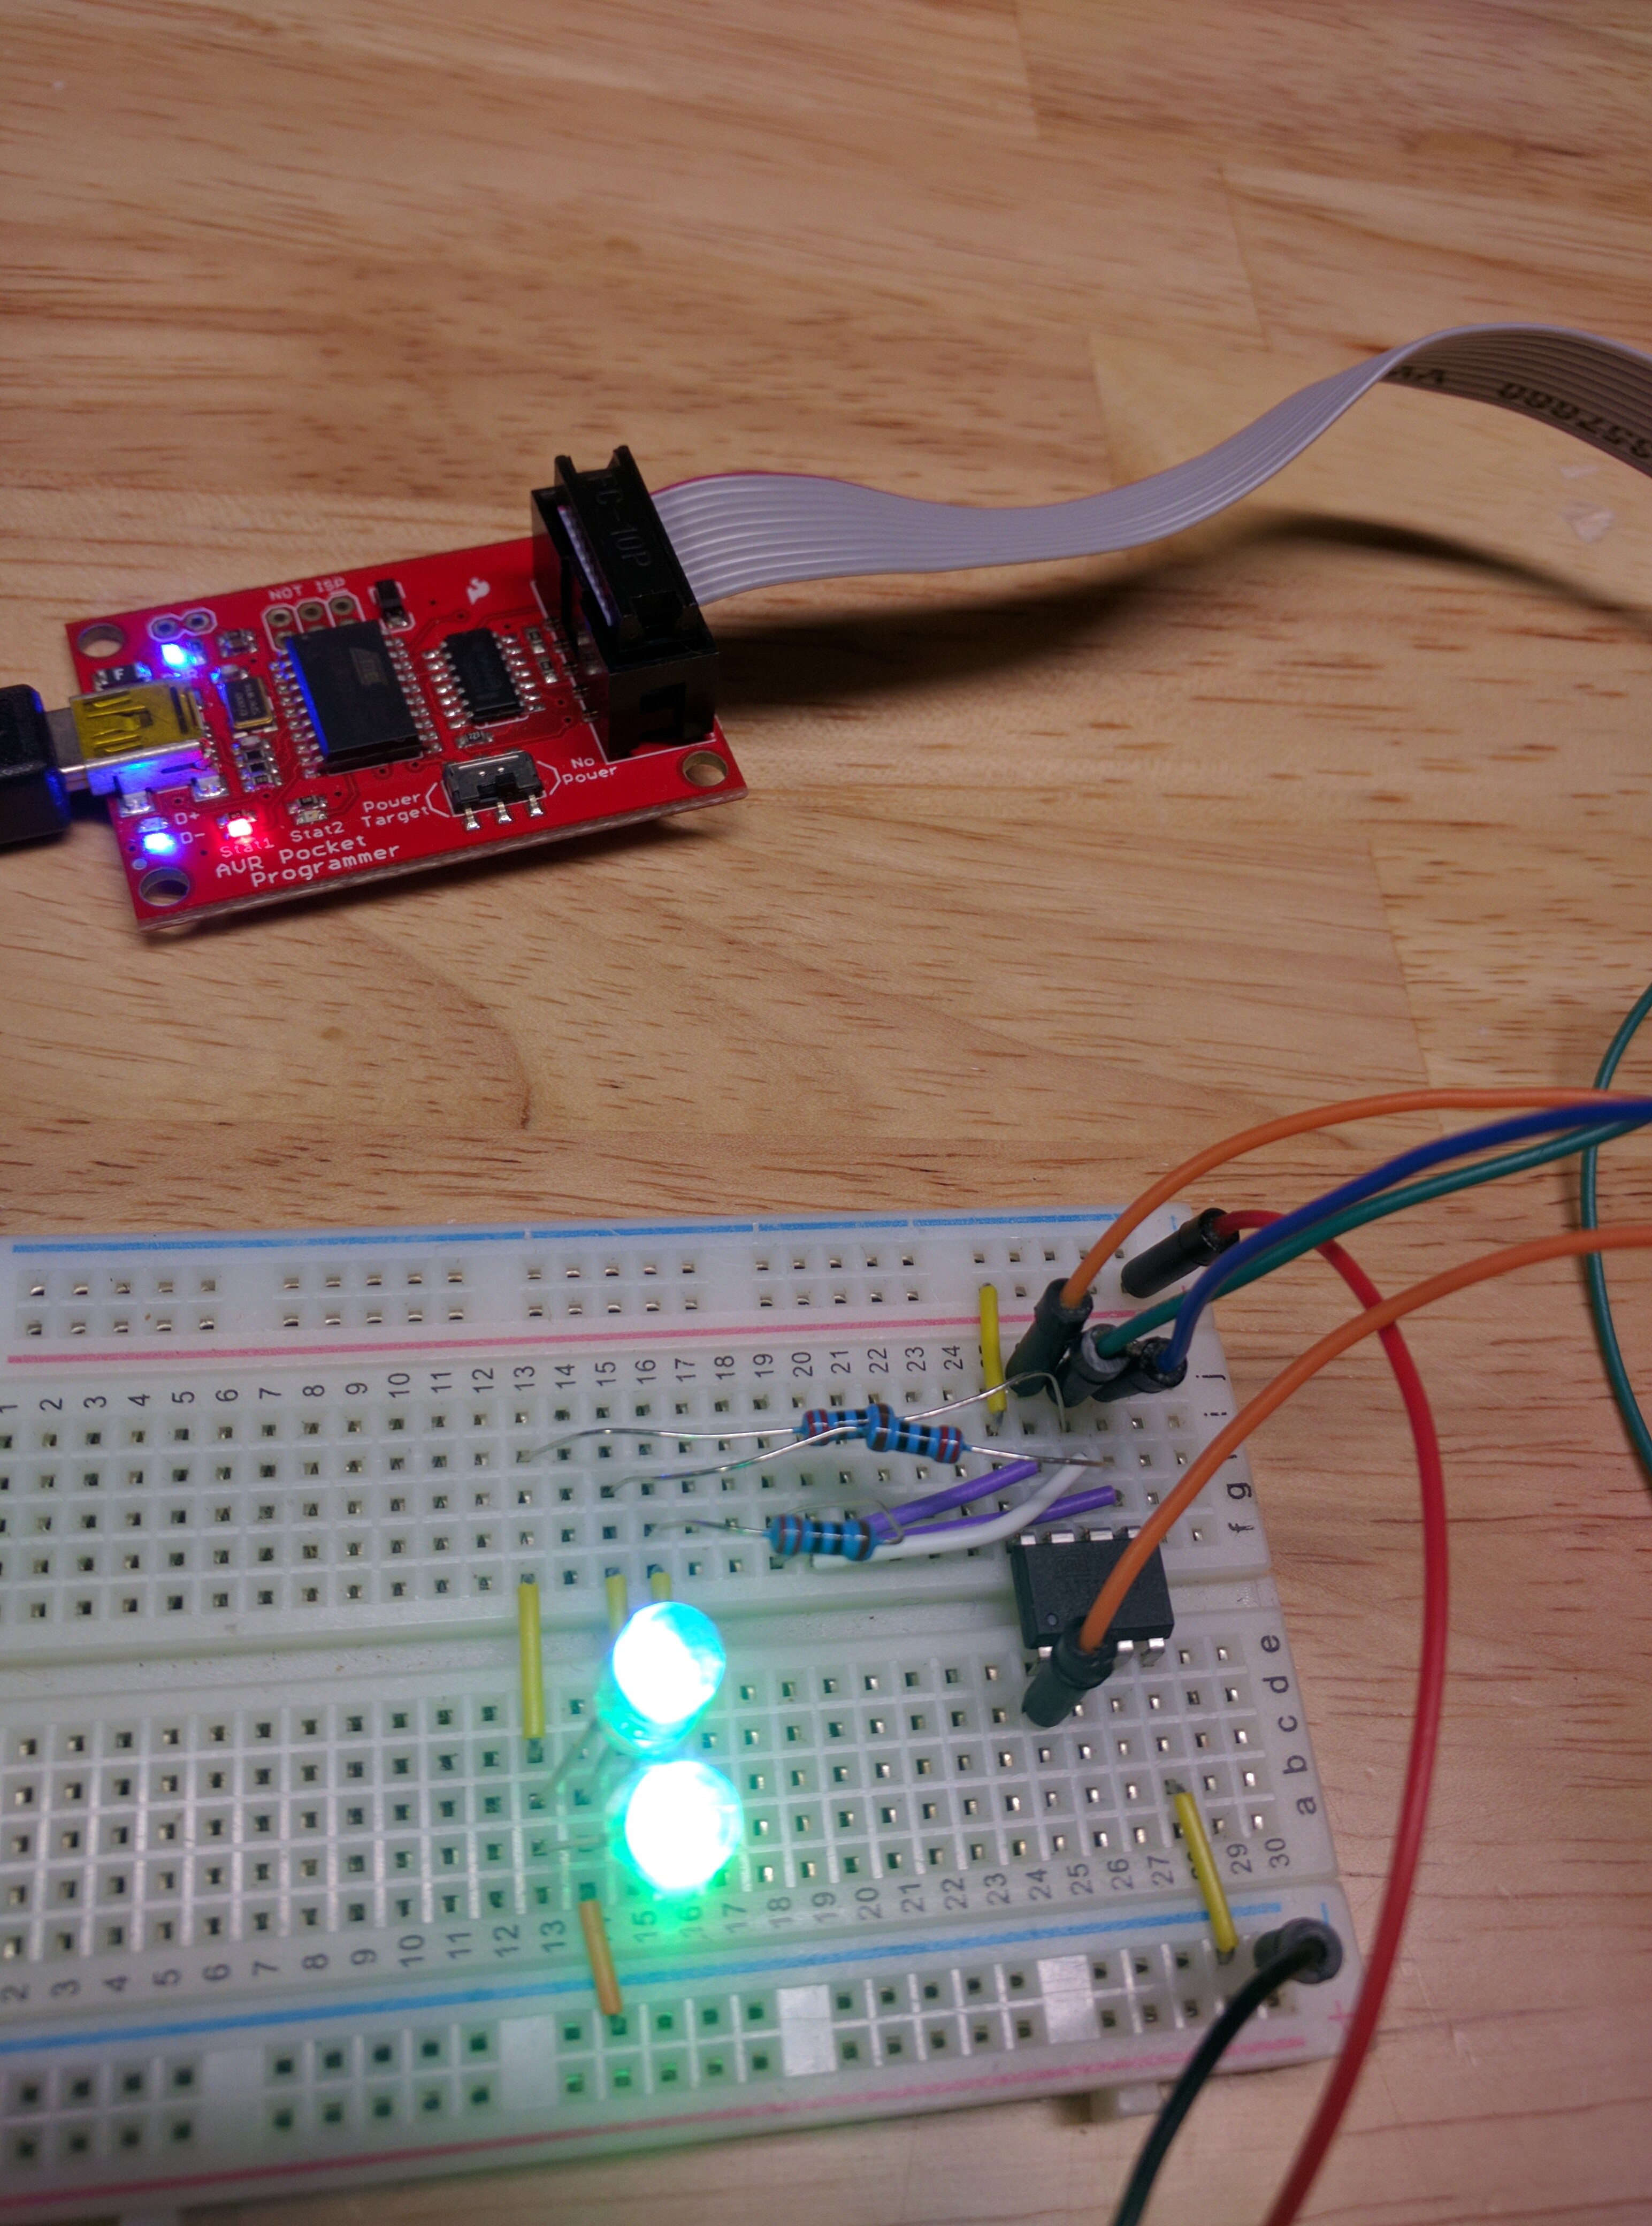 NOT ISP
FC-10P
No
Power
Power
Target
D+
D-
Stat1 Stat2
AVR Pocket
Programmer
F
1 2 3 4 5 6 7 8 9 10 11 12 13 14 15 16 17 18 19 20 21 22 23 24
j
i
g
f
e
d
c
b
a
2 3 4 5 6 7 8 9 10 11 12 13 15 16 17 18 19 20 21 22 23 24 25 26 27 29 30